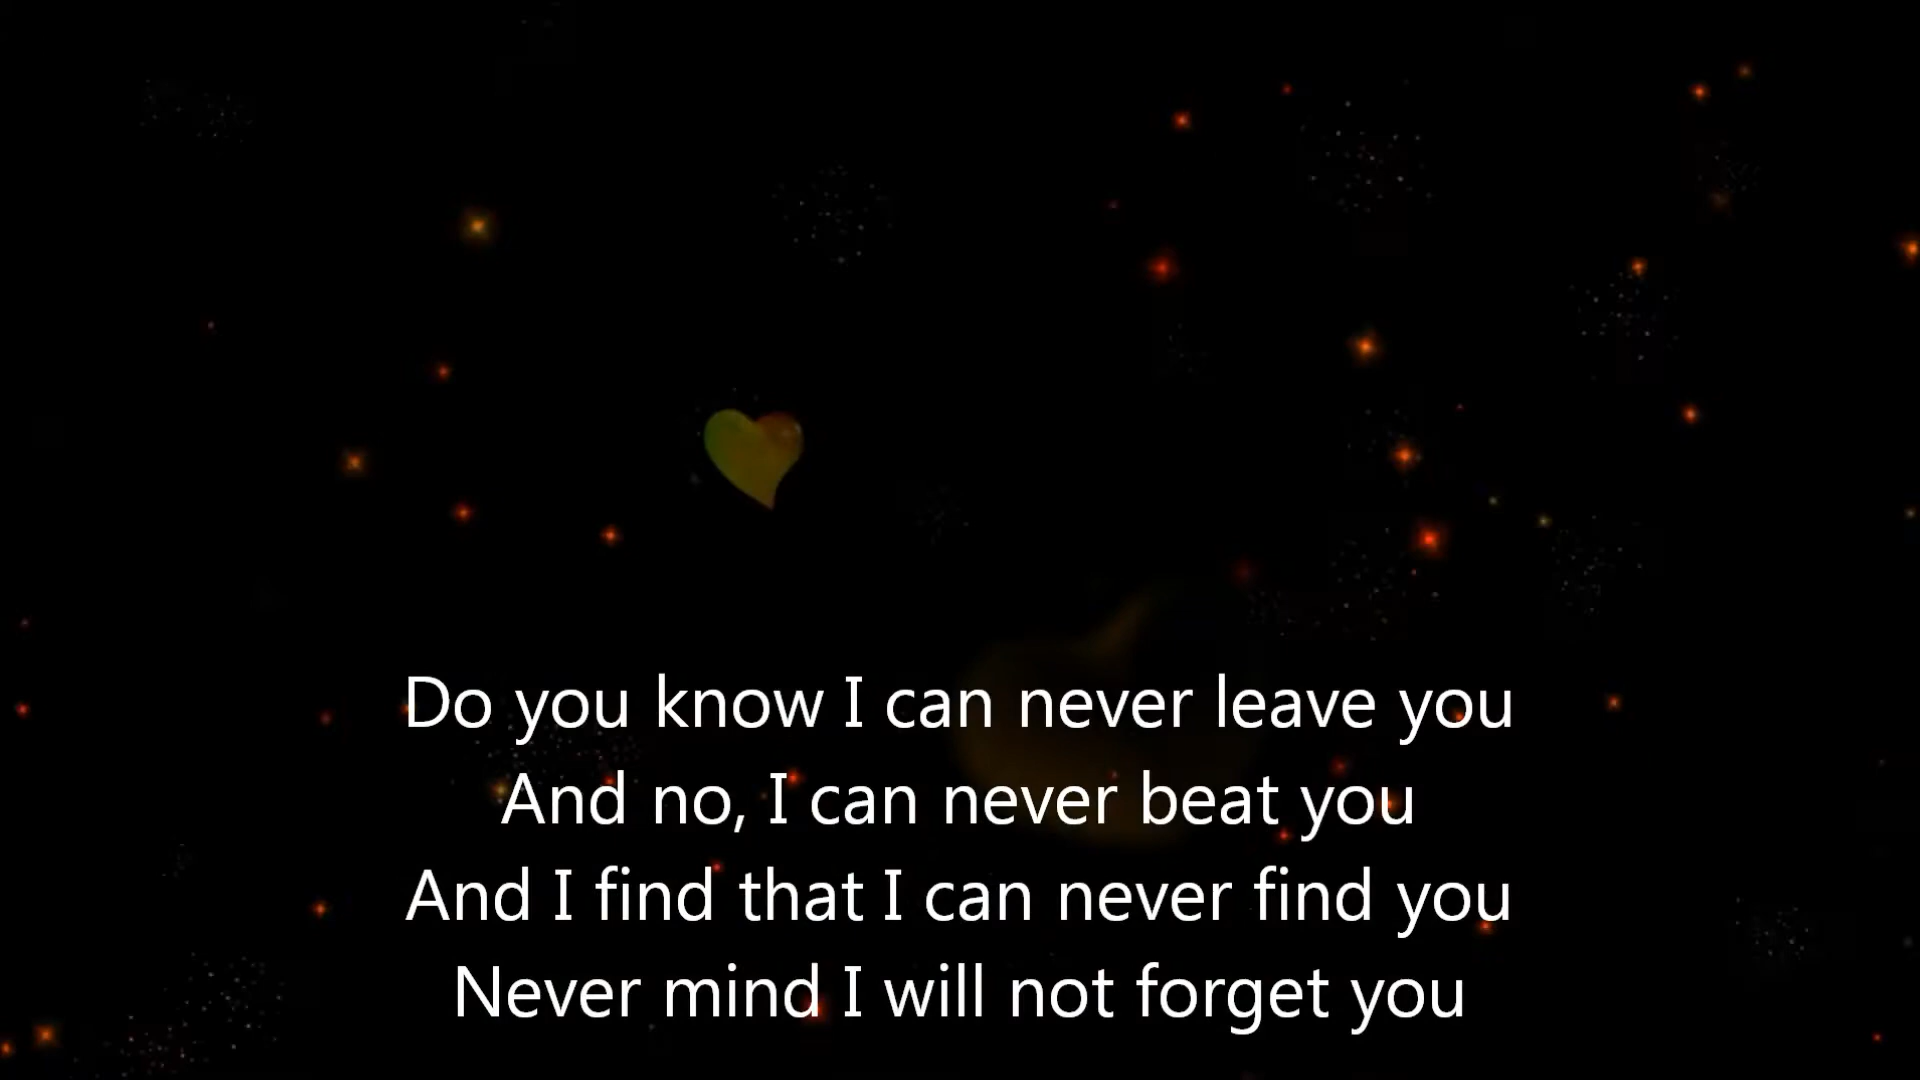 Do you know I can never leave you
And no, I can never beat you
And I find that I can never find you
Never mind I will not forget you